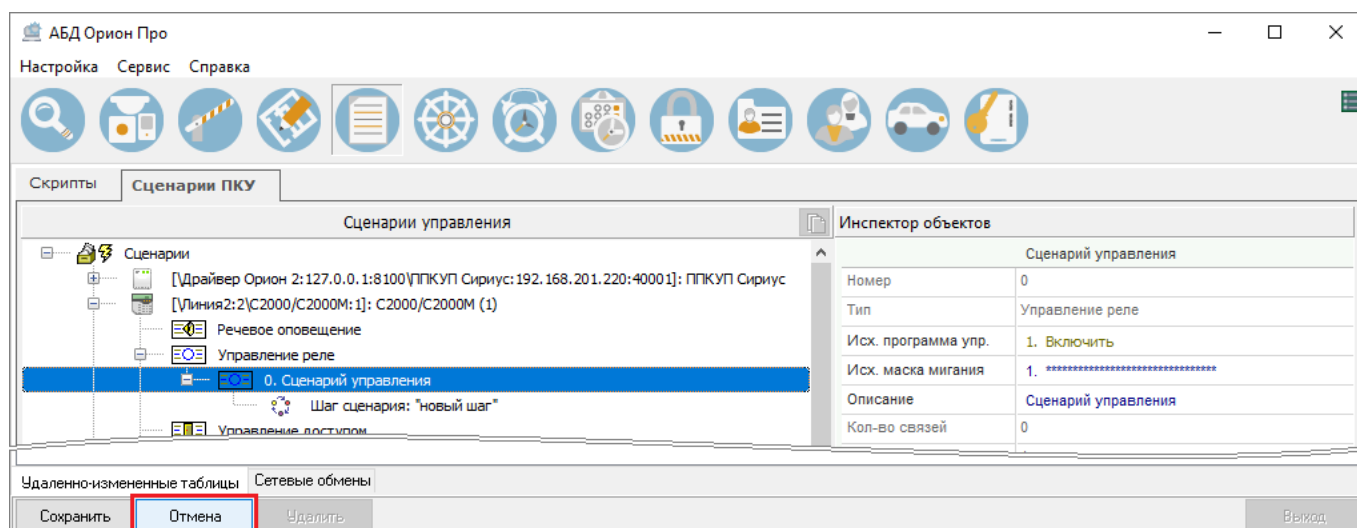 АБД Орион Про
Настройка Сервис Справка
Скрипты Сценарии ПКУ
Сценарии управления
Инспектор объектов
Сценарии
Сценарий управления
[\Драйвер Орион 2:127.0.0.1:8100\ППКУП Сириус:192.168.201.220:40001]: ППКУП Сириус
Номер 0
[\Линия2:2\С2000/С2000М:1]: С2000/С2000М (1)
Тип Управление реле
Речевое оповещение
Исх. программа упр. 1. Включить
Управление реле
Исх. маска мигания 1. ********************************
0. Сценарий управления
Описание Сценарий управления
Шаг сценария: "новый шаг"
Кол-во связей 0
Управление доступом
Удаленно-измененные таблицы Сетевые обмены
Сохранить Отмена Удалить Выход